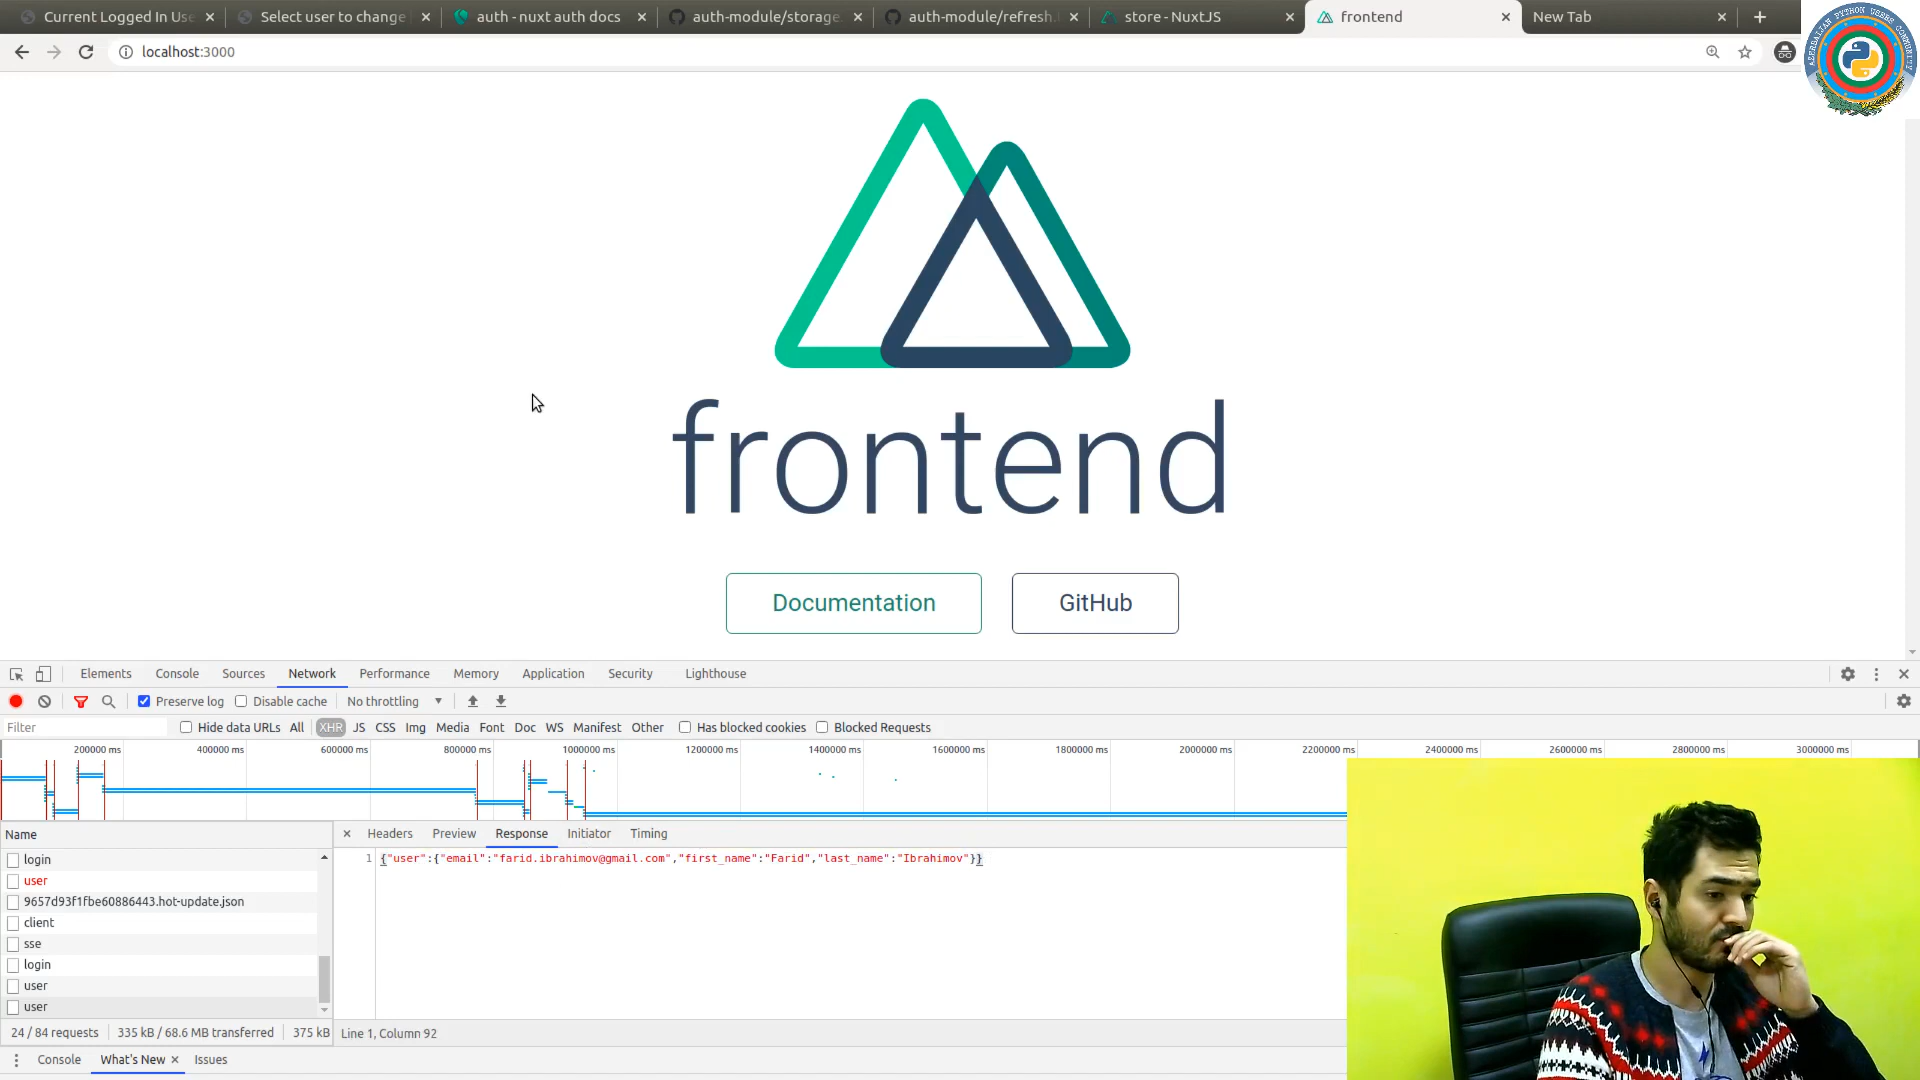 Current Logged In Use
Select user to change
auth - nuxt auth docs
auth-module/storage.
auth-module/refresh.
store - NuxtJS
frontend
New Tab
localhost:3000
AZERBAIJAN PYTHON USERS COMMUNITY
frontend
Documentation
GitHub
Elements
Console
Sources
Network
Performance
Memory
Application
Security
Lighthouse
Preserve log
Disable cache
No throttling
Filter
Hide data URLs
All
XHR
JS
CSS
Img
Media
Font
Doc
WS
Manifest
Other
Has blocked cookies
Blocked Requests
200000 ms
400000 ms
600000 ms
800000 ms
1000000 ms
1200000 ms
1400000 ms
1600000 ms
1800000 ms
2000000 ms
2200000 ms
2400000 ms
2600000 ms
2800000 ms
3000000 ms
Name
Headers
Preview
Response
Initiator
Timing
login
user
9657d93f1fbe60886443.hot-update.json
client
sse
login
user
user
1
{"user":{"email":"farid.ibrahimov@gmail.com","first_name":"Farid","last_name":"Ibrahimov"}}
24 / 84 requests
335 kB / 68.6 MB transferred
375 kB
Line 1, Column 92
Console
What's New
Issues